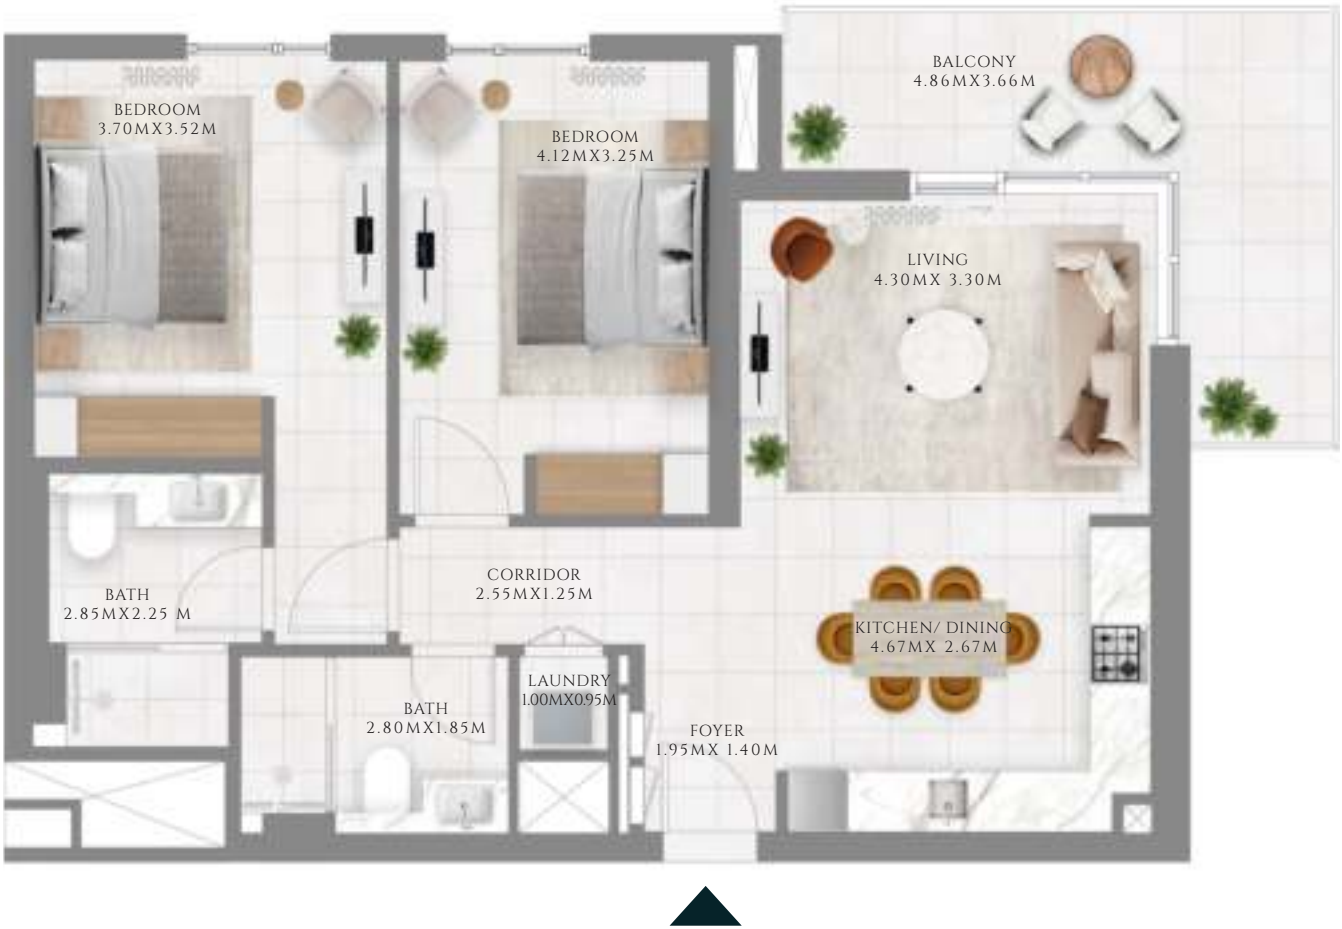 BALCONY
4.86MX3.66M
BEDROOM
3.70MX3.52M
BEDROOM
4.12MX3.25M
LIVING
4.30MX 3.30M
CORRIDOR
2.55MX1.25M
BATH
2.85MX2.25 M
KITCHEN/ DINING
4.67MX 2.67M
LAUNDRY
1.00MX0.95M
BATH
2.80MX1.85M
FOYER
1.95MX 1.40M